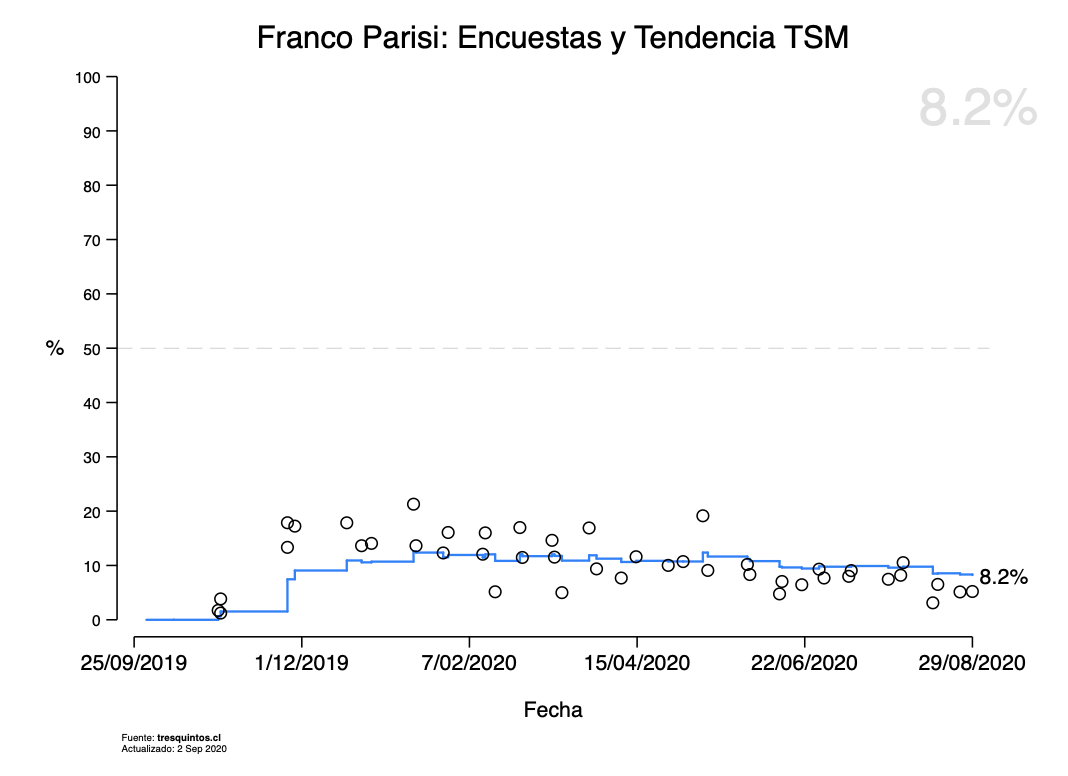 Franco Parisi: Encuestas y Tendencia TSM
8.2%
100
90
80
70
60
% 50
40
30
20
10
0
8.2%
25/09/2019 1/12/2019 7/02/2020 15/04/2020 22/06/2020 29/08/2020
Fecha
Fuente: tresquintos.cl
Actualizado: 2 Sep 2020